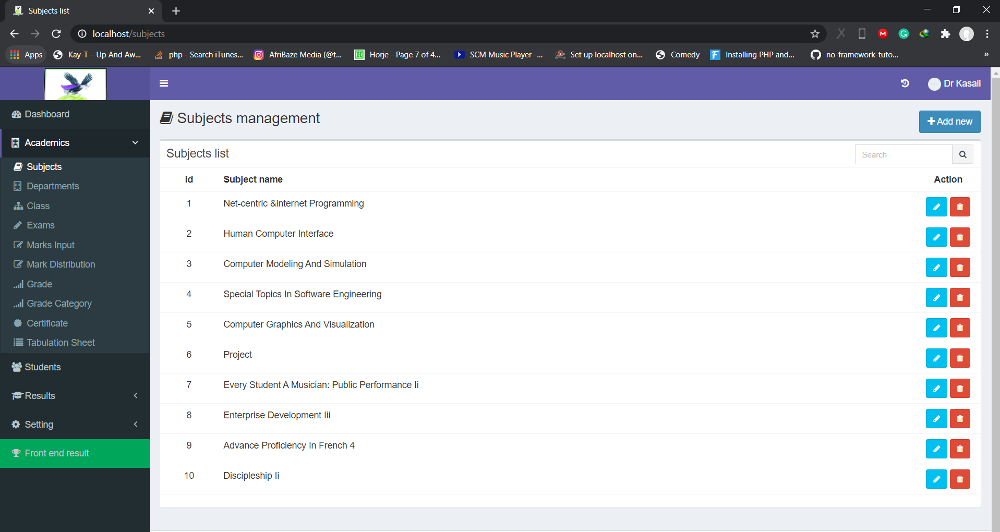 Subjects list
localhost/subjects
Apps
Kay-T – Up And Aw...
php - Search iTunes...
AfriBaze Media (@t...
Horje - Page 7 of 4...
SCM Music Player -...
Set up localhost on...
Comedy
Installing PHP and...
no-framework-tuto...
»
Dr Kasali
Dashboard
Academics
Subjects
Departments
Class
Exams
Marks Input
Mark Distribution
Grade
Grade Category
Certificate
Tabulation Sheet
Students
Results
Setting
Front end result
Subjects management
Add new
Subjects list
Search
id Subject name Action
1 Net-centric &internet Programming
2 Human Computer Interface
3 Computer Modeling And Simulation
4 Special Topics In Software Engineering
5 Computer Graphics And Visualization
6 Project
7 Every Student A Musician: Public Performance Ii
8 Enterprise Development Iii
9 Advance Proficiency In French 4
10 Discipleship Ii